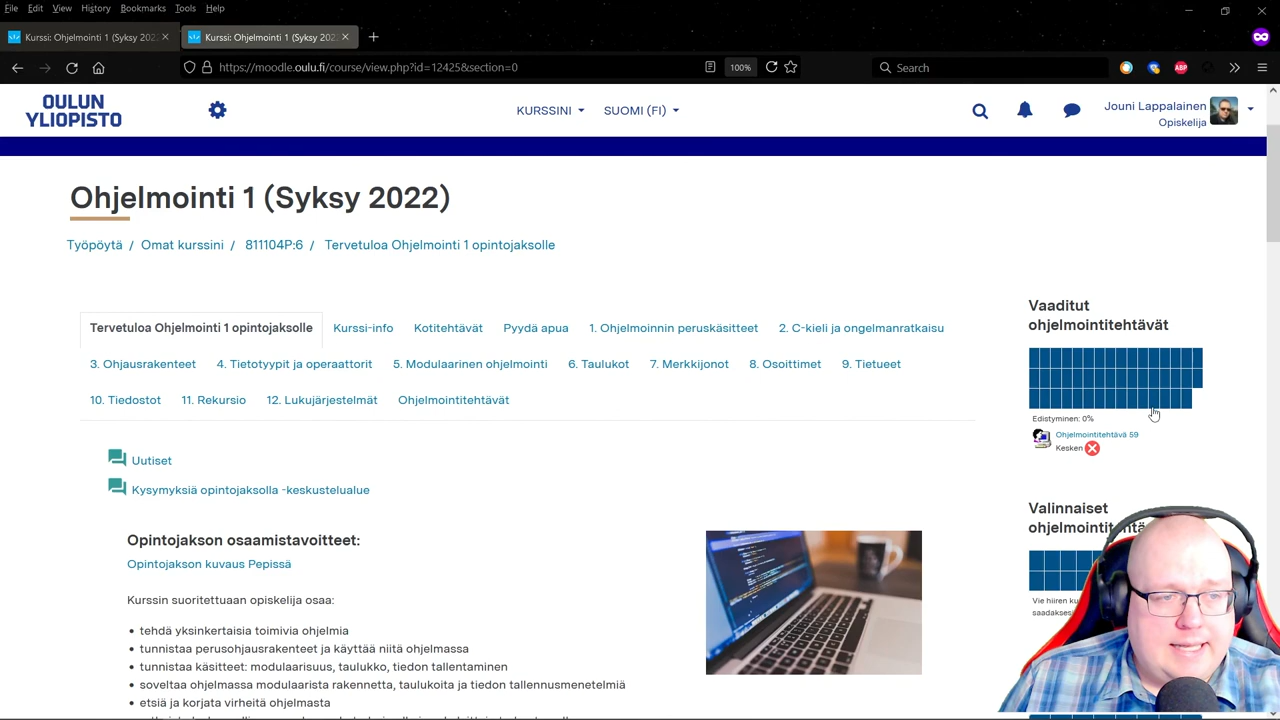 File Edit View History Bookmarks Tools Help
Kurssi: Ohjelmointi 1 (Syksy 202
Kurssi: Ohjelmointi 1 (Syksy 202
https://moodle.oulu.fi/course/view.php?id=12425&section=0
100%
Search
ABP
OULUN
YLIOPISTO
KURSSINI
SUOMI (FI)
Jouni Lappalainen
Opiskelija
Ohjelmointi 1 (Syksy 2022)
Työpöytä / Omat kurssini / 811104P:6 / Tervetuloa Ohjelmointi 1 opintojaksolle
Tervetuloa Ohjelmointi 1 opintojaksolle Kurssi-info Kotitehtävät Pyydä apua 1. Ohjelmoinnin peruskäsitteet 2. C-kieli ja ongelmanratkaisu
3. Ohjausrakenteet 4. Tietotyypit ja operaattorit 5. Modulaarinen ohjelmointi 6. Taulukot 7. Merkkijonot 8. Osoittimet 9. Tietueet
10. Tiedostot 11. Rekursio 12. Lukujärjestelmät Ohjelmointitehtävät
Uutiset
Kysymyksiä opintojaksolla -keskustelualue
Opintojakson osaamistavoitteet:
Opintojakson kuvaus Pepissä
Kurssin suoritettuaan opiskelija osaa:
• tehdä yksinkertaisia toimivia ohjelmia
• tunnistaa perusohjausrakenteet ja käyttää niitä ohjelmassa
• tunnistaa käsitteet: modulaarisuus, taulukko, tiedon tallentaminen
• soveltaa ohjelmassa modulaarista rakennetta, taulukoita ja tiedon tallennusmenetelmiä
• etsiä ja korjata virheitä ohjelmasta
Vaaditut
ohjelmointitehtävät
Edistyminen: 0%
Ohjelmointitehtävä 59
Kesken
Valinnaiset
ohjelmointitehtä
Vie hiiren ku
saadakses